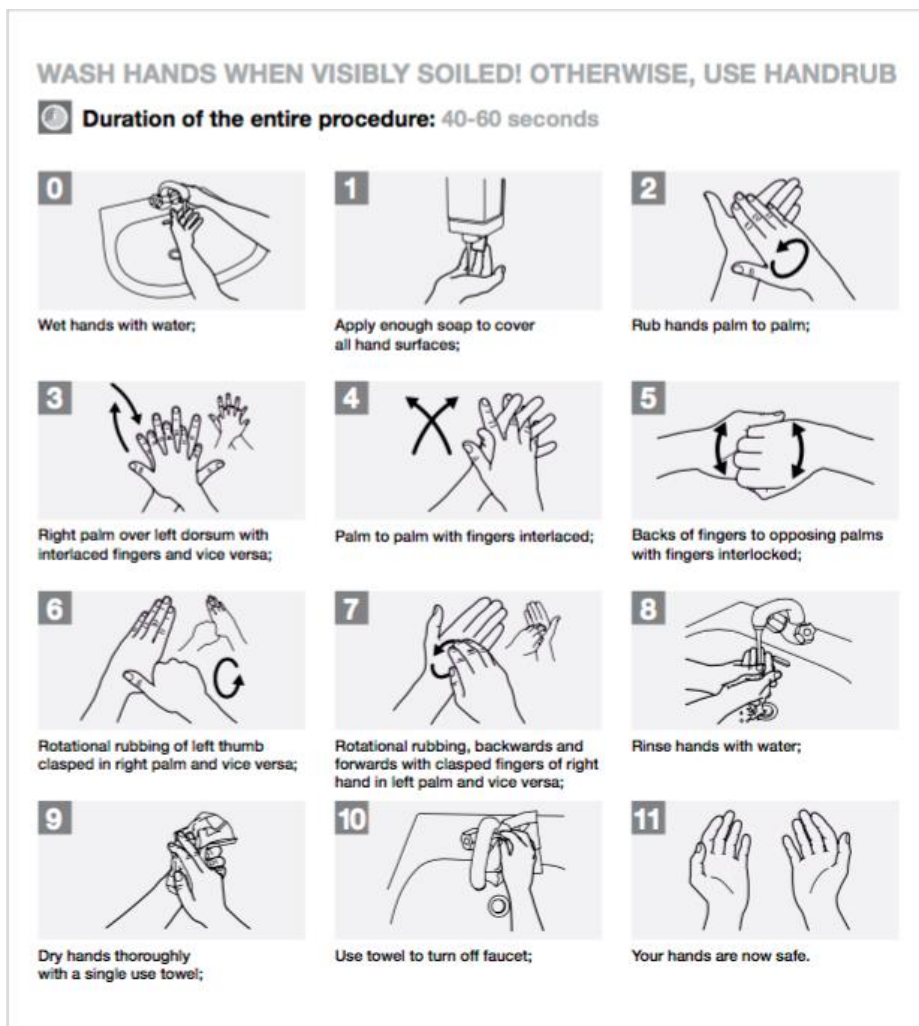 WASH HANDS WHEN VISIBLY SOILED! OTHERWISE, USE HANDRUB
Duration of the entire procedure: 40-60 seconds
0
Wet hands with water;
1
Apply enough soap to cover
all hand surfaces;
2
Rub hands palm to palm;
3
Right palm over left dorsum with
interlaced fingers and vice versa;
4
Palm to palm with fingers interlaced;
5
Backs of fingers to opposing palms
with fingers interlocked;
6
Rotational rubbing of left thumb
clasped in right palm and vice versa;
7
Rotational rubbing, backwards and
forwards with clasped fingers of right
hand in left palm and vice versa;
8
Rinse hands with water;
9
Dry hands thoroughly
with a single use towel;
10
Use towel to turn off faucet;
11
Your hands are now safe.